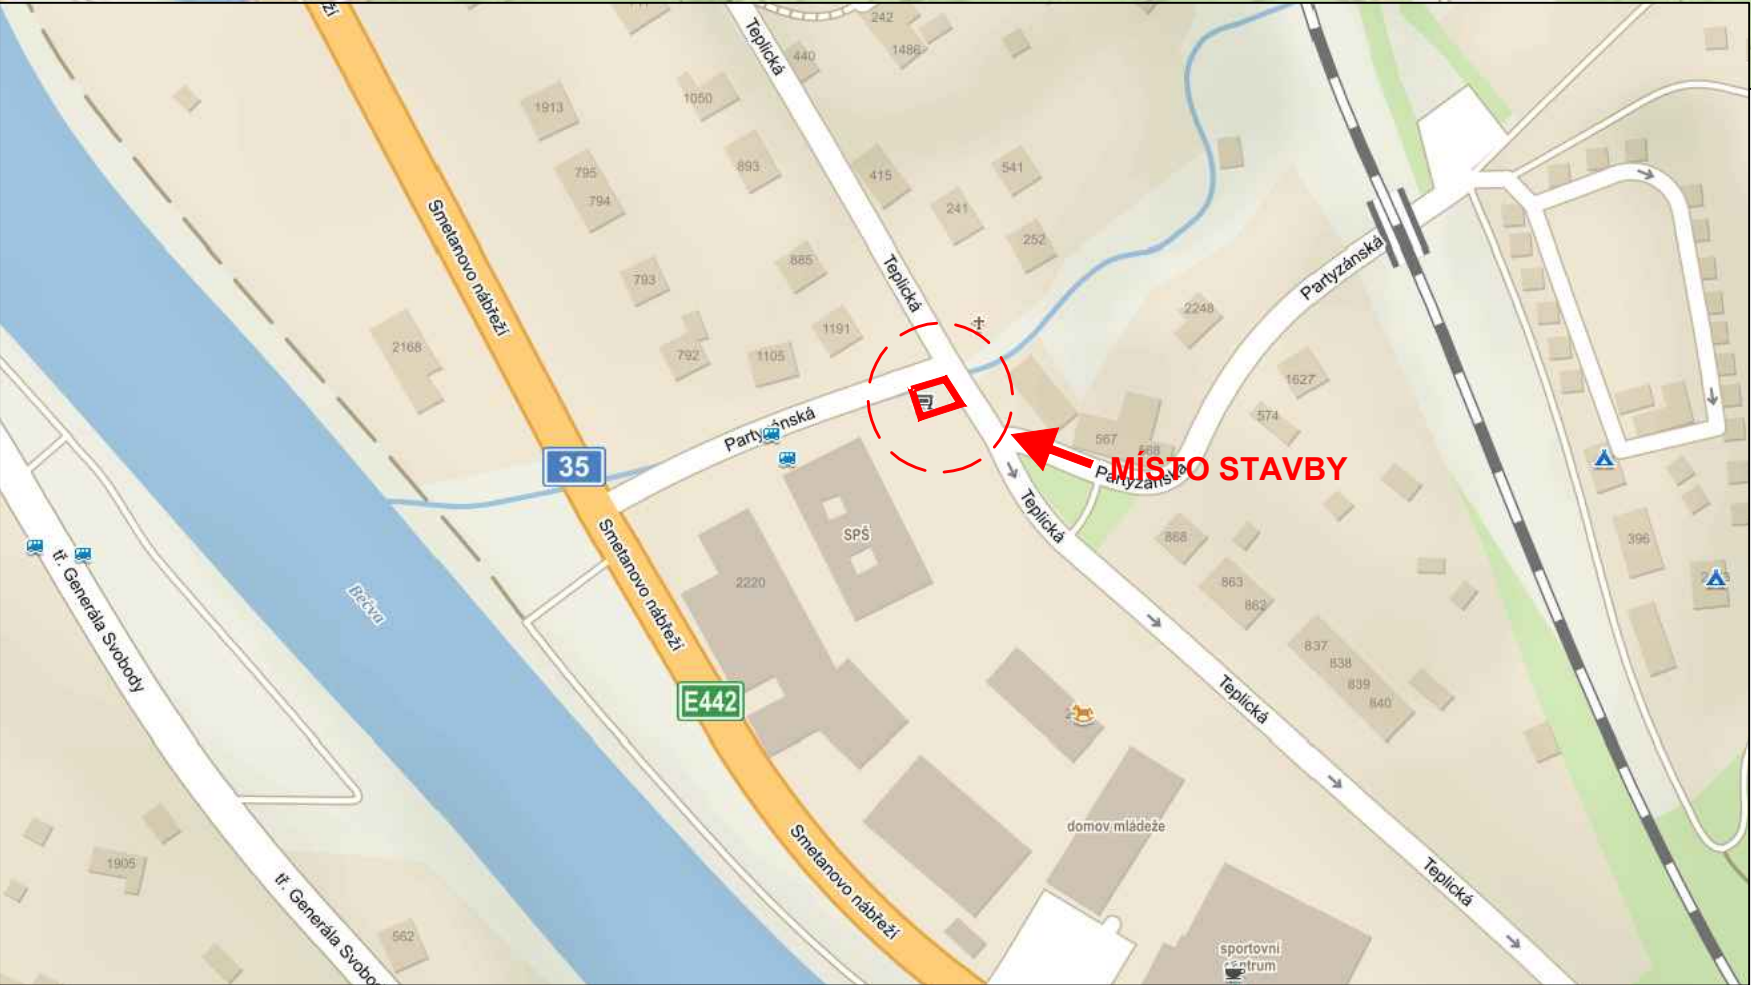 Teplická
242
1486
440
1050
1913
893
795
794
415
541
241
252
Smetanovo nábřeží
885
793
Teplická
Partyzánská
2248
1191
2168
792
1105
1627
574
Partyzánská
567
568
35
MÍSTO STAVBY
Partyzánská
Teplická
SPŠ
868
396
Smetanovo nábřeží
2220
863
862
tř. Generála Svobody
Bečva
837
838
839
840
E442
Teplická
domov mládeže
Smetanovo nábřeží
1905
Teplická
tř. Generála Svobo
562
sportovní
centrum